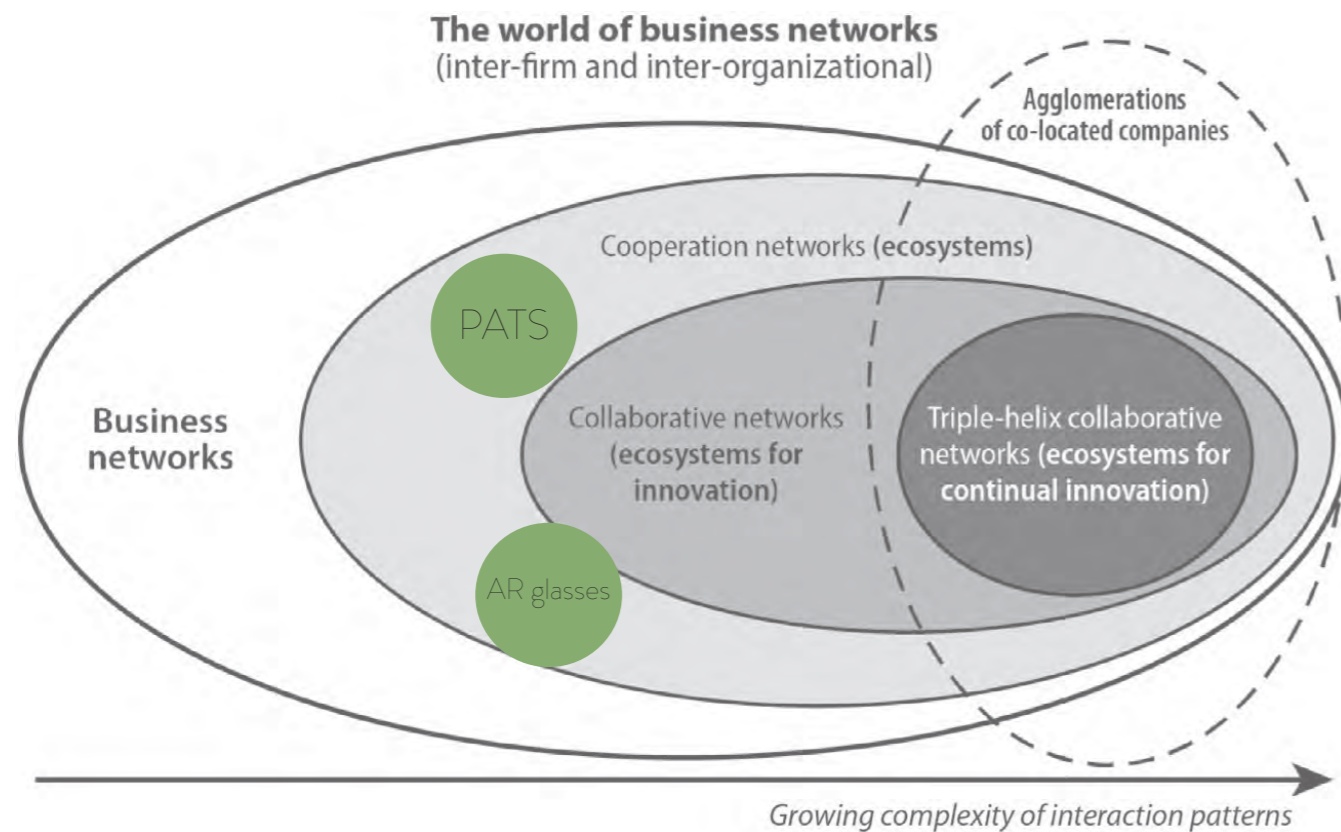 The world of business networks
(inter-firm and inter-organizational)
Agglomerations
of co-located companies
Cooperation networks (ecosystems)
PATS
Business
networks
Collaborative networks
(ecosystems for
innovation)
Triple-helix collaborative
networks (ecosystems for
continual innovation)
AR glasses
Growing complexity of interaction patterns